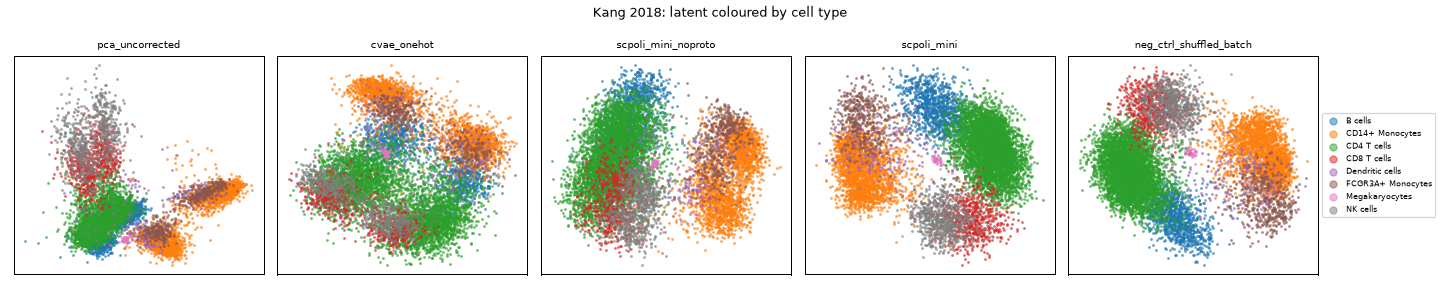 Kang 2018: latent coloured by cell type
pca_uncorrected
cvae_onehot
scpoli_mini_noproto
scpoli_mini
neg_ctrl_shuffled_batch
B cells
CD14+ Monocytes
CD4 T cells
CD8 T cells
Dendritic cells
FCGR3A+ Monocytes
Megakaryocytes
NK cells